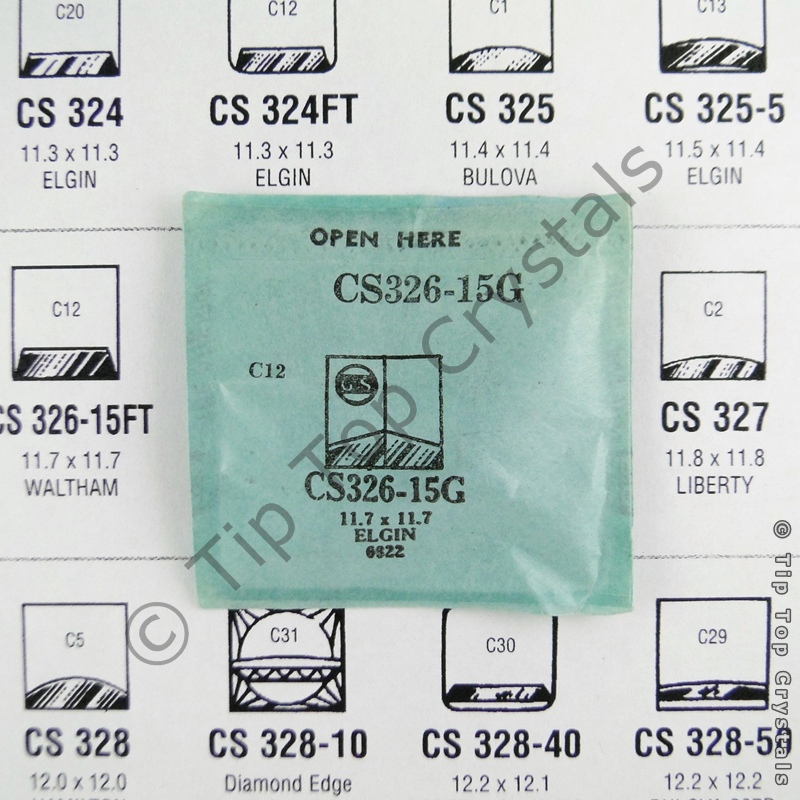 C20
C12
C1
C13
CS 324
CS 324FT
CS 325
CS 325-5
11.3 x 11.3
11.3 x 11.3
11.4 x 11.4
11.5 x 11.4
ELGIN
ELGIN
BULOVA
ELGIN
OPEN HERE
CS326-15G
C12
GS
CS326-15G
11.7 x 11.7
ELGIN
6822
C12
CS 326-15FT
11.7 x 11.7
WALTHAM
C2
CS 327
11.8 x 11.8
LIBERTY
C5
C31
C30
C29
CS 328
CS 328-10
CS 328-40
CS 328-50
12.0 x 12.0
Diamond Edge
12.2 x 12.1
12.2 x 12.2
HAMILTON
© Tip Top Crystals
© Tip Top Crystals